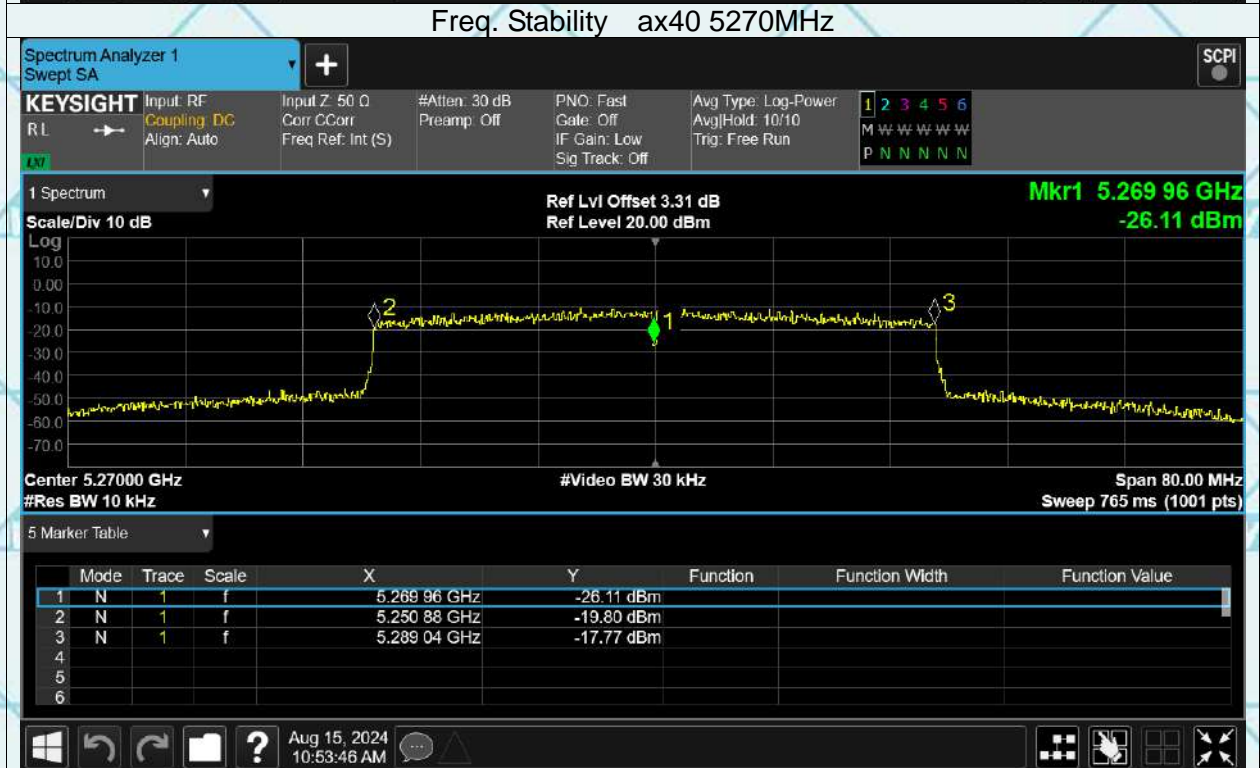 Freq. Stability ax40 5270MHz
Spectrum Analyzer 1
Swept SA
+
SCPI
KEYSIGHT
RL
LXI
Input: RF
Coupling: DC
Align: Auto
Input Z: 50 Ω
Corr CCorr
Freq Ref: Int (S)
#Atten: 30 dB
Preamp: Off
PNO: Fast
Gate: Off
IF Gain: Low
Sig Track: Off
Avg Type: Log-Power
Avg|Hold: 10/10
Trig: Free Run
1 2 3 4 5 6
M W W W W W
P N N N N N
1 Spectrum
Scale/Div 10 dB
Ref Lvl Offset 3.31 dB
Ref Level 20.00 dBm
Mkr1 5.269 96 GHz
-26.11 dBm
Log
10.0
0.00
-10.0
-20.0
-30.0
-40.0
-50.0
-60.0
-70.0
2
1
3
Center 5.27000 GHz
#Video BW 30 kHz
Span 80.00 MHz
#Res BW 10 kHz
Sweep 765 ms (1001 pts)
5 Marker Table
Mode Trace Scale X Y Function Function Width Function Value
1 N 1 f 5.269 96 GHz -26.11 dBm
2 N 1 f 5.250 88 GHz -19.80 dBm
3 N 1 f 5.289 04 GHz -17.77 dBm
4
5
6
?
Aug 15, 2024
10:53:46 AM